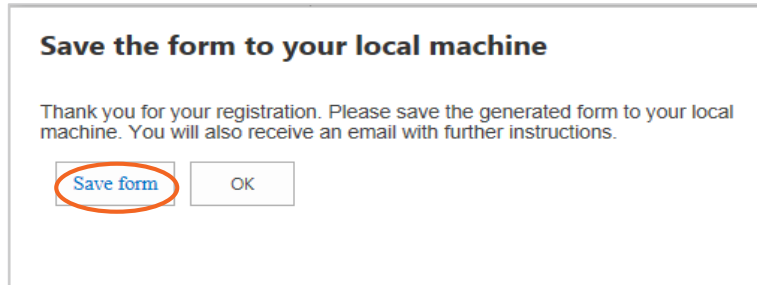 Save the form to your local machine
Thank you for your registration. Please save the generated form to your local
machine. You will also receive an email with further instructions.
Save form
OK